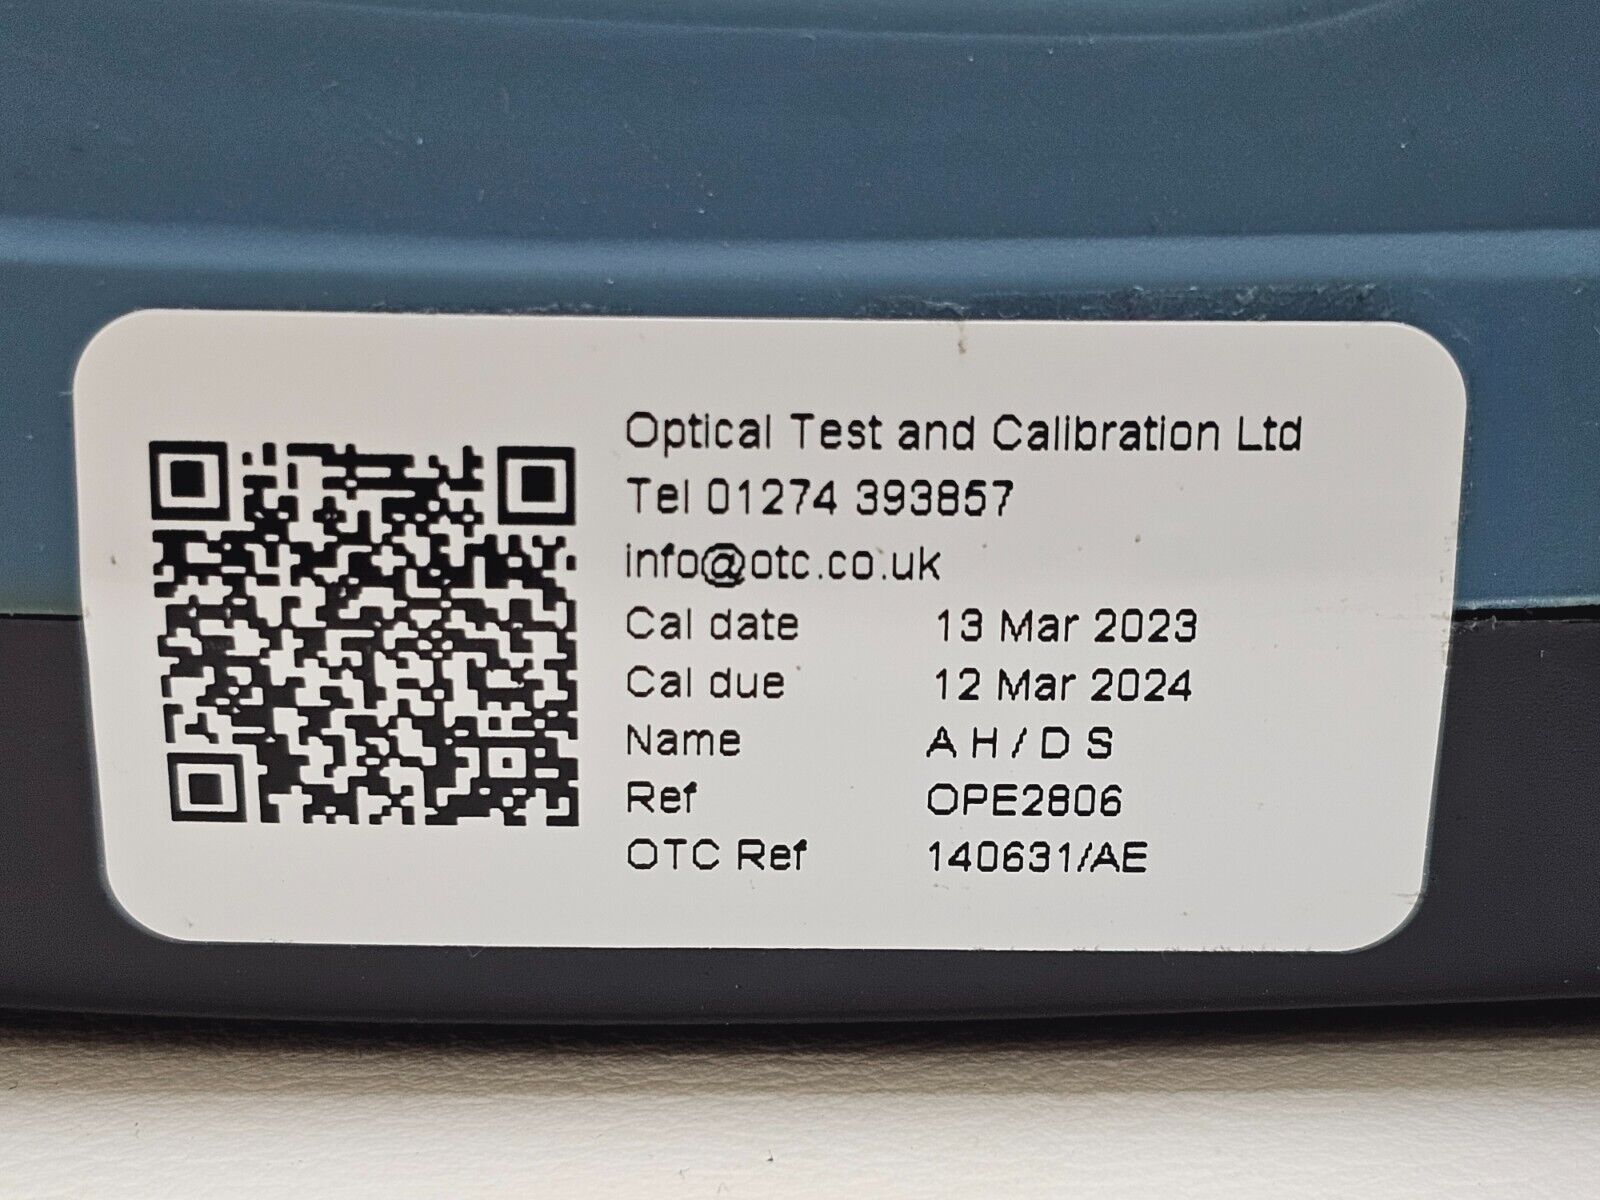 Optical Test and Calibration Ltd
Tel 01274 393857
info@otc.co.uk
Cal date 13 Mar 2023
Cal due 12 Mar 2024
Name A H / D S
Ref OPE2806
OTC Ref 140631/AE